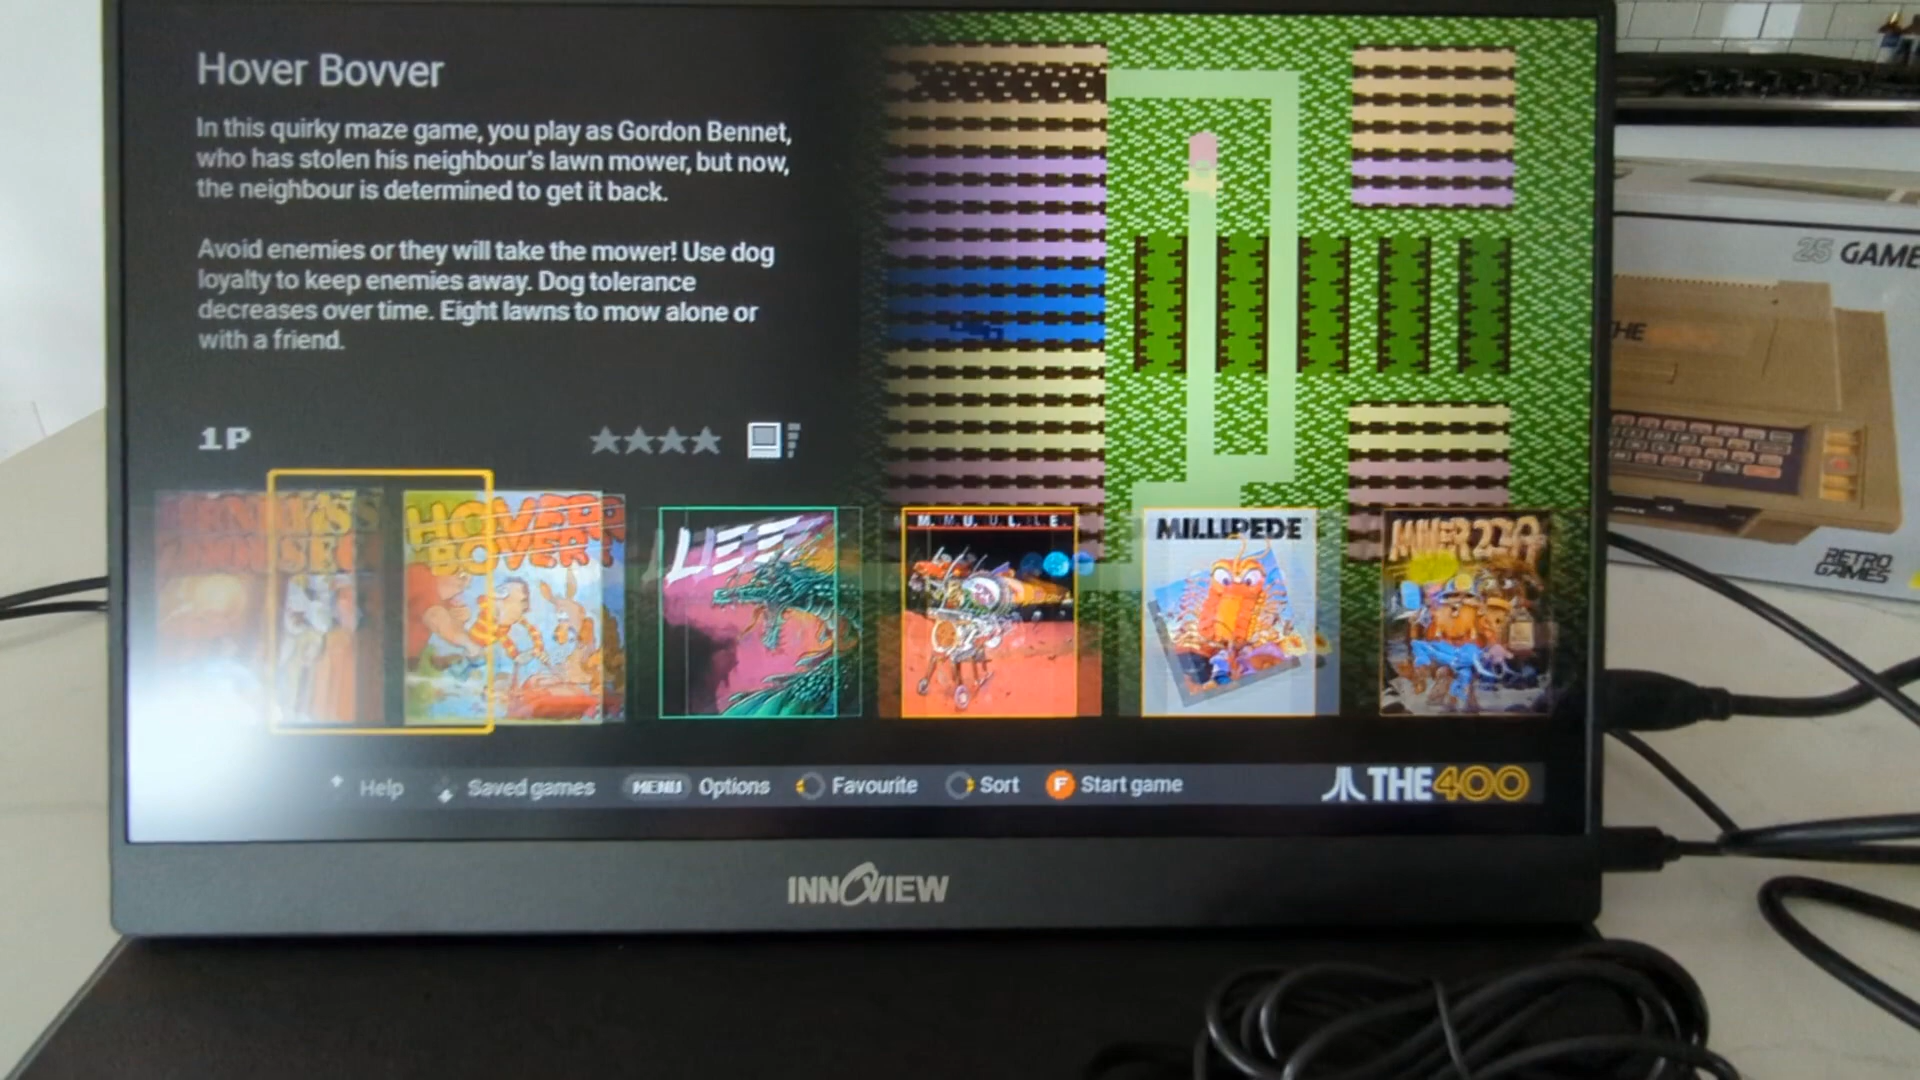 Hover Bovver
In this quirky maze game, you play as Gordon Bennet,
who has stolen his neighbour's lawn mower, but now,
the neighbour is determined to get it back.
Avoid enemies or they will take the mower! Use dog
loyalty to keep enemies away. Dog tolerance
decreases over time. Eight lawns to mow alone or
with a friend.
1P
HOVER
BOVER
M.U.L.E.
MILLIPEDE
MINER 2049
Help
Saved games
MENU Options
Favourite
Sort
F Start game
THE400
INNOVIEW
25 GAME
THE
RETRO
GAMES